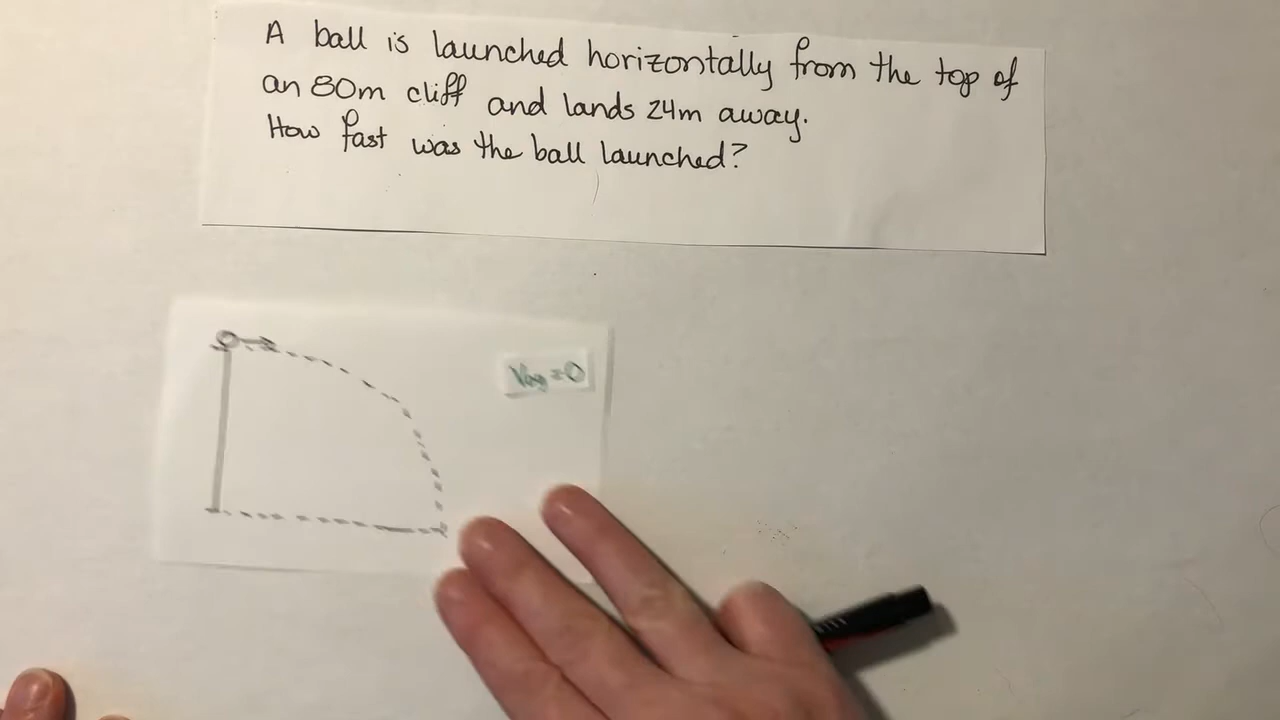 A ball is launched horizontally from the top of
an 80m cliff and lands 24m away.
How fast was the ball launched?
Voy=0